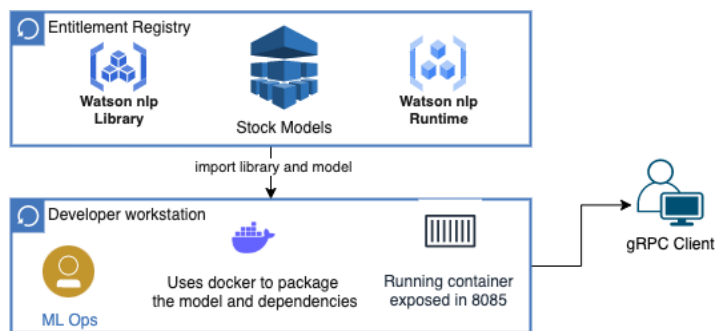 Entitlement Registry
Watson nlp
Library
Stock Models
Watson nlp
Runtime
import library and model
Developer workstation
ML Ops
Uses docker to package
the model and dependencies
Running container
exposed in 8085
gRPC Client